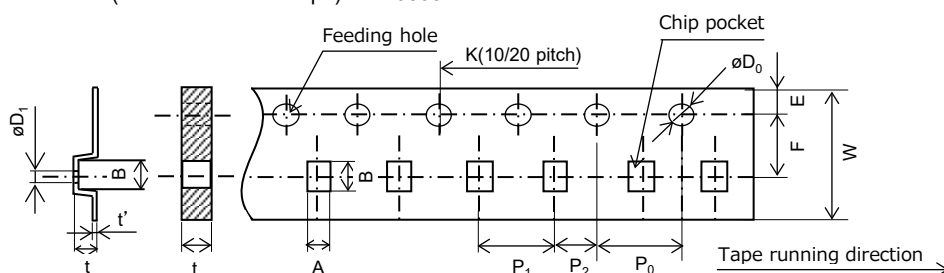 Feeding hole
Chip pocket
K(10/20 pitch)
øD₀
E
F
W
øD₁
B
t'
t
t
B
A
P₁
P₂
P₀
Tape running direction